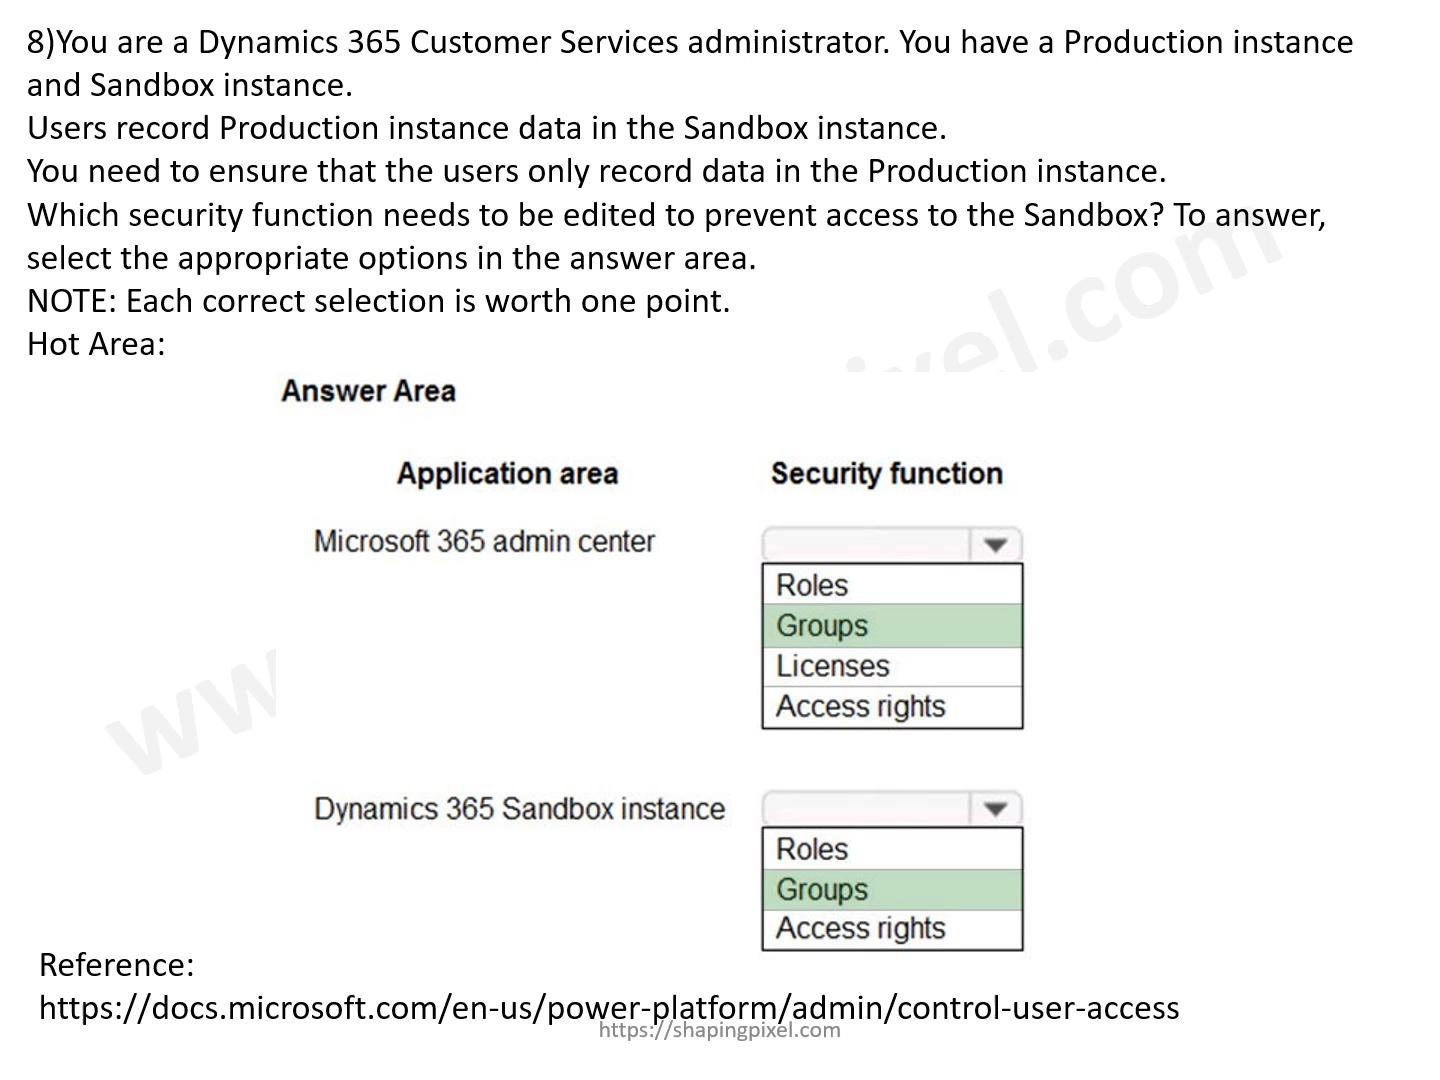 8)You are a Dynamics 365 Customer Services administrator. You have a Production instance
and Sandbox instance.
Users record Production instance data in the Sandbox instance.
You need to ensure that the users only record data in the Production instance.
Which security function needs to be edited to prevent access to the Sandbox? To answer,
select the appropriate options in the answer area.
NOTE: Each correct selection is worth one point.
Hot Area:
Answer Area
Application area Security function
Microsoft 365 admin center
Roles
Groups
Licenses
Access rights
Dynamics 365 Sandbox instance
Roles
Groups
Access rights
Reference:
https://docs.microsoft.com/en-us/power-platform/admin/control-user-access
https://shapingpixel.com